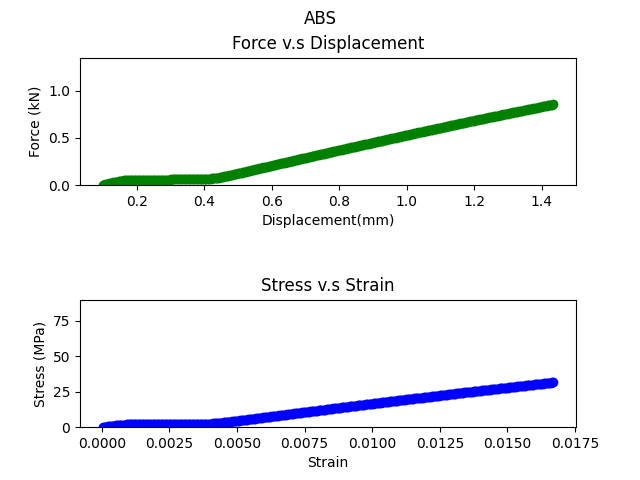 ABS
Force v.s Displacement
Force (kN)
1.0
0.5
0.0
0.2 0.4 0.6 0.8 1.0 1.2 1.4
Displacement(mm)
Stress v.s Strain
Stress (MPa)
75
50
25
0
0.0000 0.0025 0.0050 0.0075 0.0100 0.0125 0.0150 0.0175
Strain